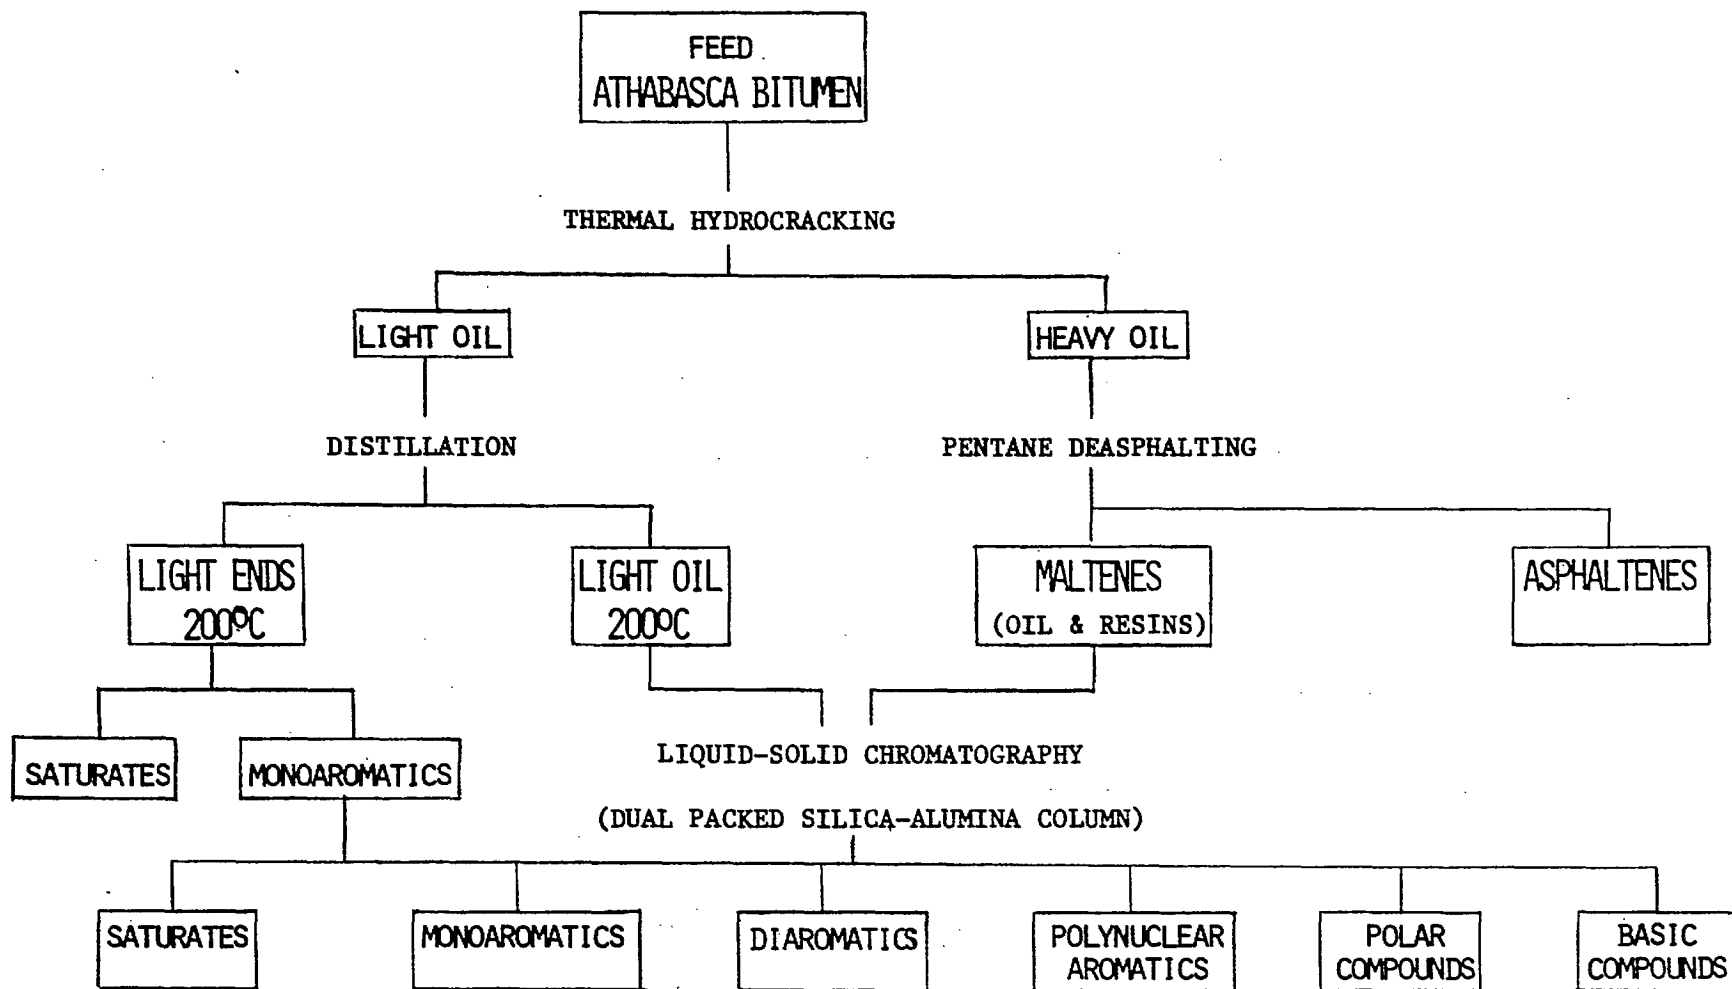 FEED
ATHABASCA BITUMEN
THERMAL HYDROCRACKING
LIGHT OIL
HEAVY OIL
DISTILLATION
PENTANE DEASPHALTING
LIGHT ENDS
200ºC
LIGHT OIL
200ºC
MALTENES
(OIL & RESINS)
ASPHALTENES
SATURATES
MONOAROMATICS
LIQUID-SOLID CHROMATOGRAPHY
(DUAL PACKED SILICA-ALUMINA COLUMN)
SATURATES
MONOAROMATICS
DIAROMATICS
POLYNUCLEAR
AROMATICS
POLAR
COMPOUNDS
BASIC
COMPOUNDS